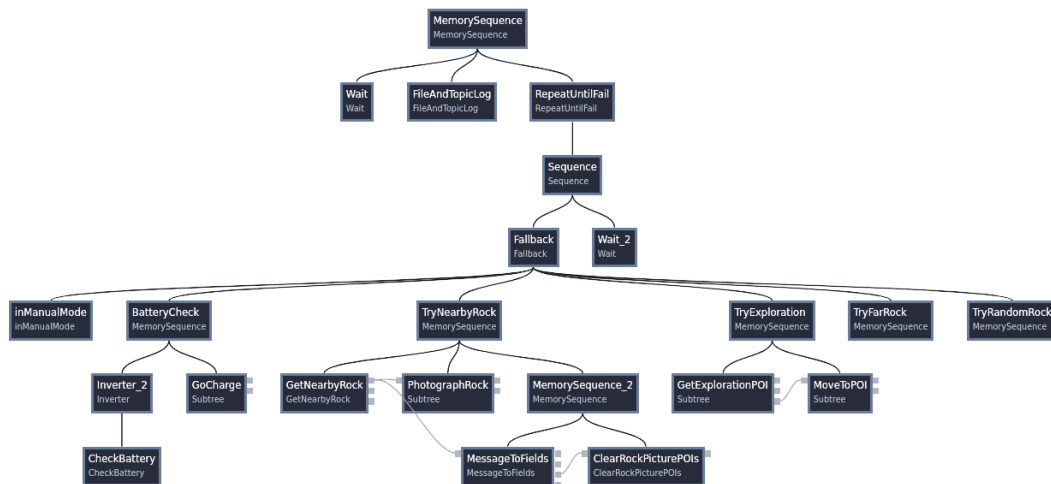 MemorySequence
MemorySequence
Wait
Wait
FileAndTopicLog
FileAndTopicLog
RepeatUntilFail
RepeatUntilFail
Sequence
Sequence
Fallback
Fallback
Wait_2
Wait
inManualMode
inManualMode
BatteryCheck
MemorySequence
TryNearbyRock
MemorySequence
TryExploration
MemorySequence
TryFarRock
MemorySequence
TryRandomRock
MemorySequence
Inverter_2
Inverter
GoCharge
Subtree
GetNearbyRock
GetNearbyRock
PhotographRock
Subtree
MemorySequence_2
MemorySequence
GetExplorationPOI
Subtree
MoveToPOI
Subtree
CheckBattery
CheckBattery
MessageToFields
MessageToFields
ClearRockPicturePOIs
ClearRockPicturePOIs